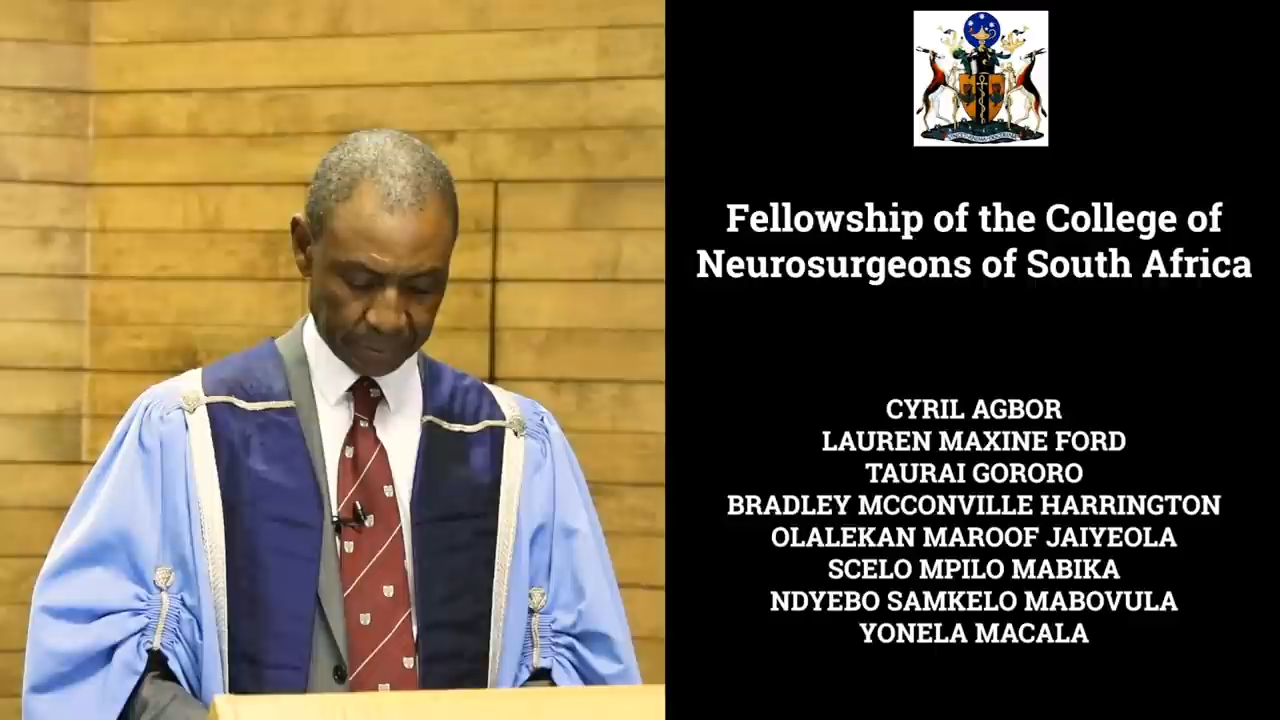 Fellowship of the College of
Neurosurgeons of South Africa
CYRIL AGBOR
LAUREN MAXINE FORD
TAURAI GORORO
BRADLEY MCCONVILLE HARRINGTON
OLALEKAN MAROOF JAIYEOLA
SCELO MPILO MABIKA
NDYEBO SAMKELO MABOVULA
YONELA MACALA